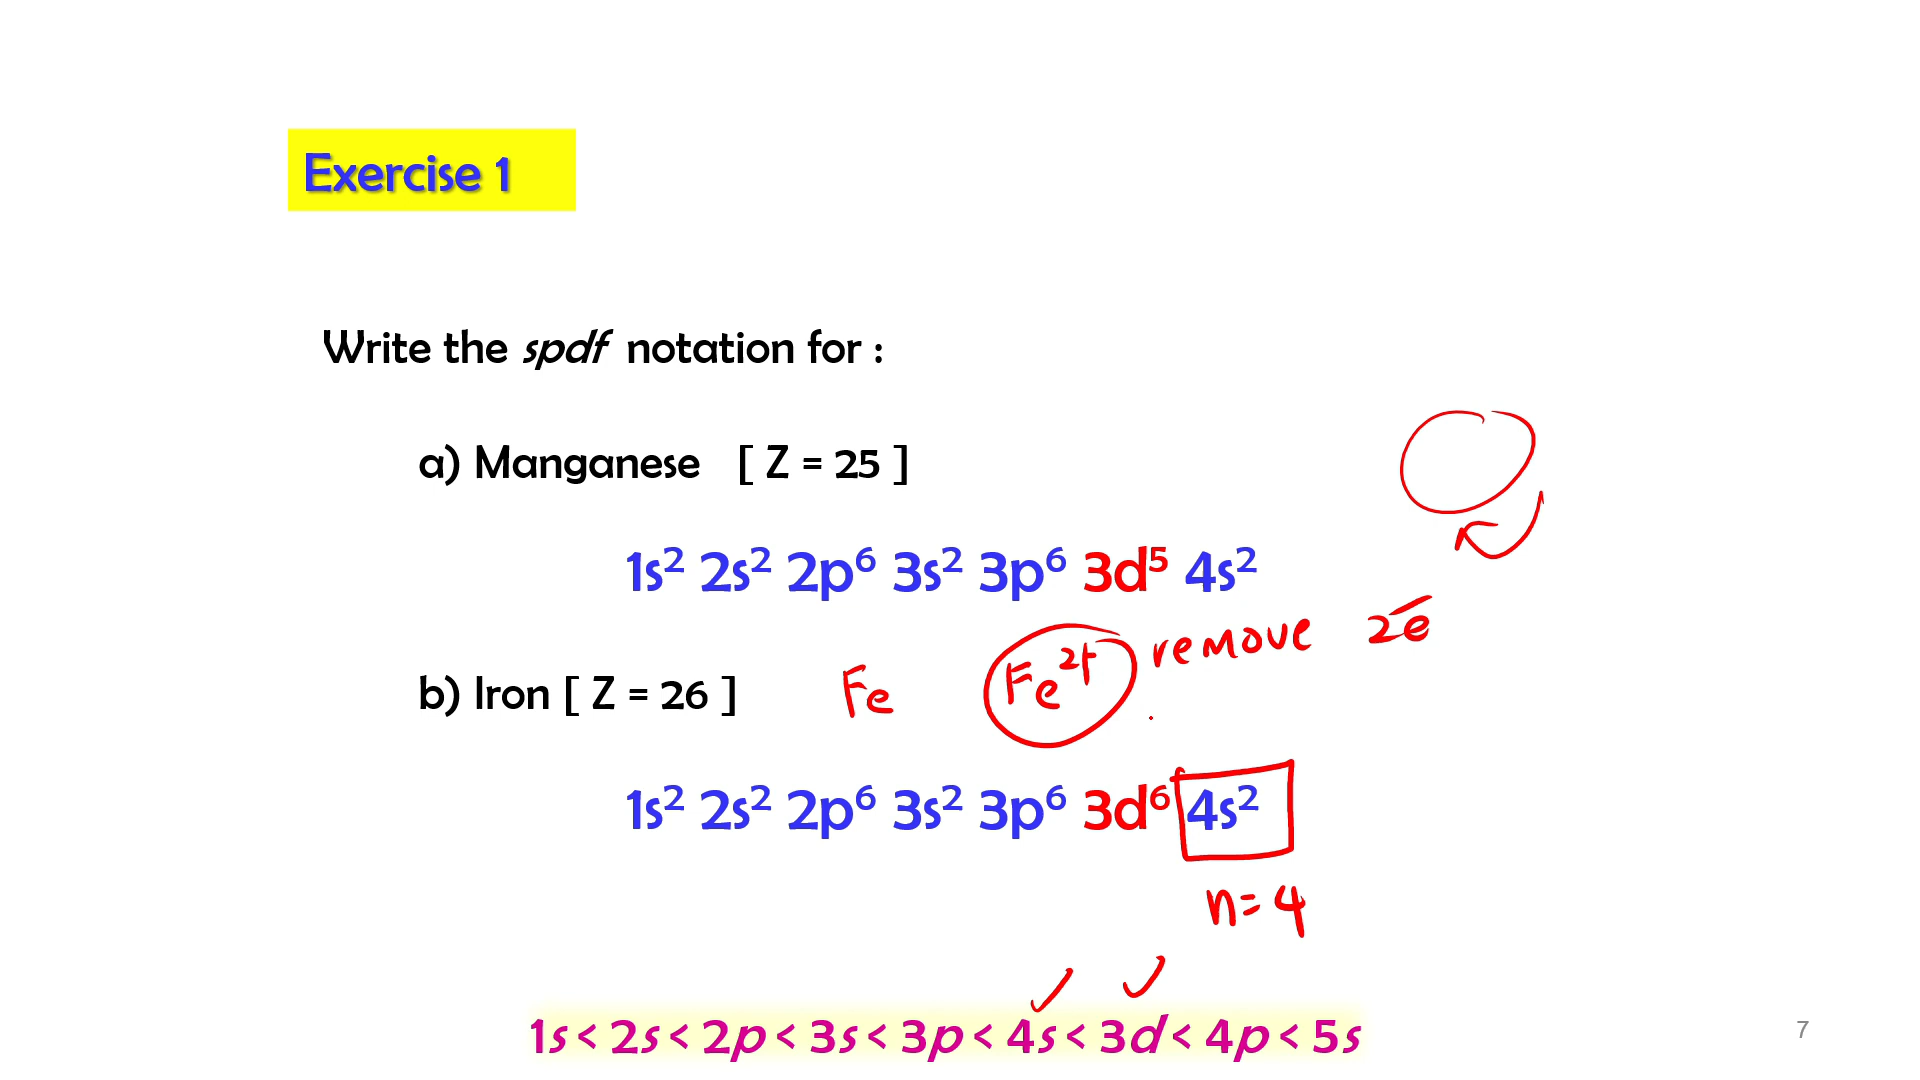 Exercise 1
Write the spdf notation for :
a) Manganese [ Z = 25 ]
1s² 2s² 2p⁶ 3s² 3p⁶ 3d⁵ 4s²
remove 2e̅
b) Iron [ Z = 26 ] Fe Fe²⁺
1s² 2s² 2p⁶ 3s² 3p⁶ 3d⁶ 4s²
n=4
1s < 2s < 2p < 3s < 3p < 4s < 3d < 4p < 5s
7